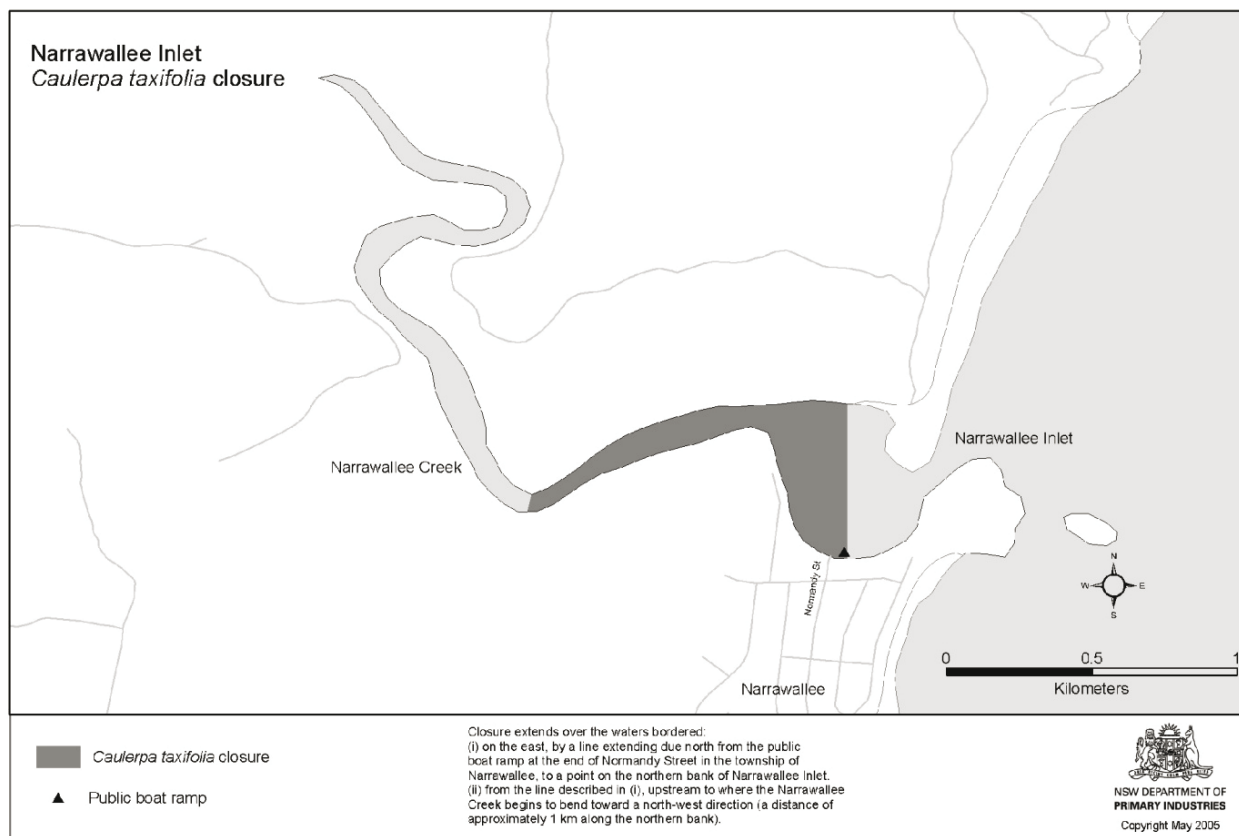 Narrawallee Inlet
Caulerpa taxifolia closure
Narrawallee Inlet
Narrawallee Creek
Normandy St
Narrawallee
N
W
E
S
0
0.5
1
Kilometers
Caulerpa taxifolia closure
Public boat ramp
Closure extends over the waters bordered:
(i) on the east, by a line extending due north from the public
boat ramp at the end of Normandy Street in the township of
Narrawallee, to a point on the northern bank of Narrawallee Inlet.
(ii) from the line described in (i), upstream to where the Narrawallee
Creek begins to bend toward a north-west direction (a distance of
approximately 1 km along the northern bank).
NSW DEPARTMENT OF
PRIMARY INDUSTRIES
Copyright May 2005